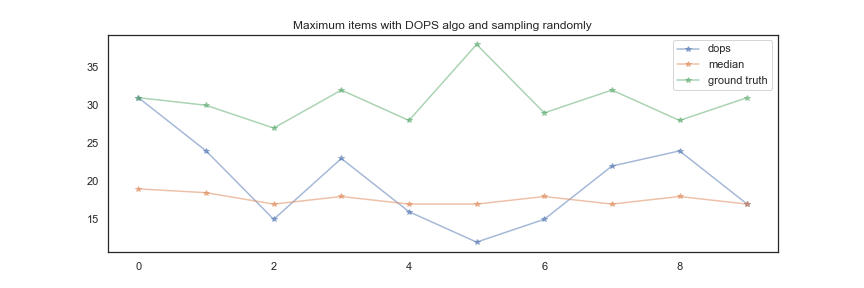 Maximum items with DOPS algo and sampling randomly
dops
median
ground truth
35
30
25
20
15
0 2 4 6 8